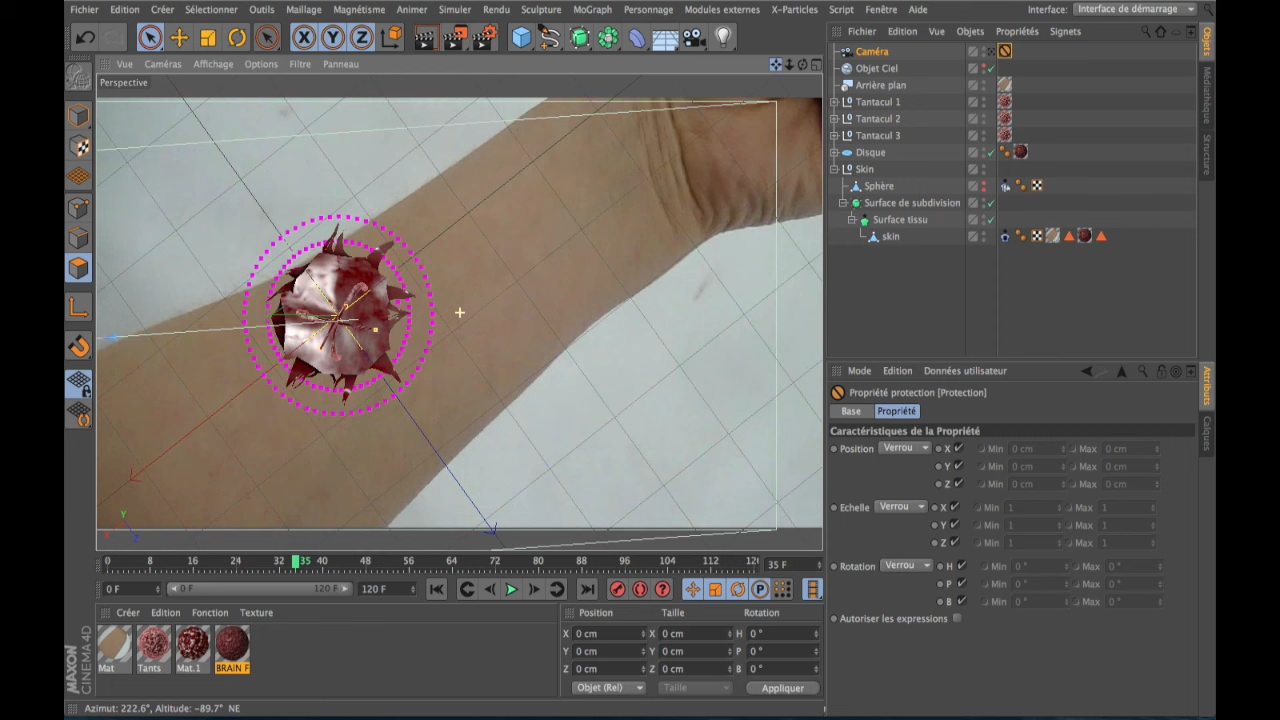 Fichier Edition Créer Sélectionner Outils Maillage Magnétisme Animer Simuler Rendu Sculpture MoGraph Personnage Modules externes X-Particles Script Fenêtre Aide Interface: Interface de démarrage
X Y Z
Fichier Edition Vue Objets Propriétés Signets
Vue Caméras Affichage Options Filtre Panneau
Perspective
Caméra
Objet Ciel
Arrière plan
Tantacul 1
Tantacul 2
Tantacul 3
Disque
Skin
Sphère
Surface de subdivision
Surface tissu
skin
Objets
Médiathèque
Structure
Mode Edition Données utilisateur
Propriété protection [Protection]
Base Propriété
Caractéristiques de la Propriété
Position Verrou X Min 0 cm Max 0 cm
Y Min 0 cm Max 0 cm
Z Min 0 cm Max 0 cm
Echelle Verrou X Min 1 Max 1
Y Min 1 Max 1
Z Min 1 Max 1
Rotation Verrou H Min 0 ° Max 0 °
P Min 0 ° Max 0 °
B Min 0 ° Max 0 °
Autoriser les expressions
Attributs
Calques
Y
X Z
0 8 16 24 32 35 40 48 56 64 72 80 88 96 104 112 12 35 F
0 F 0 F 120 F 120 F P
Créer Edition Fonction Texture
Mat Tants Mat.1 BRAIN F
Position Taille Rotation
X 0 cm X 0 cm H 0 °
Y 0 cm Y 0 cm P 0 °
Z 0 cm Z 0 cm B 0 °
Objet (Rel) Taille Appliquer
MAXON
CINEMA 4D
Azimut: 222.6°, Altitude: -89.7° NE